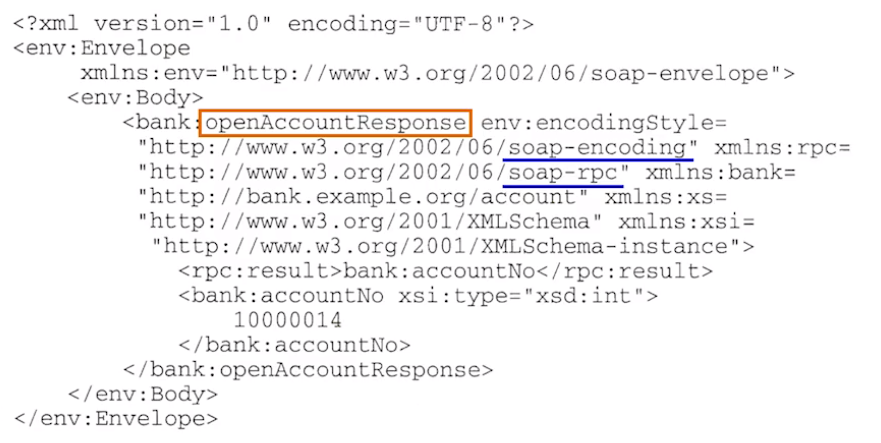 <?xml version="1.0" encoding="UTF-8"?>
<env:Envelope
xmlns:env="http://www.w3.org/2002/06/soap-envelope">
<env:Body>
<bank:openAccountResponse env:encodingStyle=
"http://www.w3.org/2002/06/soap-encoding" xmlns:rpc=
"http://www.w3.org/2002/06/soap-rpc" xmlns:bank=
"http://bank.example.org/account" xmlns:xs=
"http://www.w3.org/2001/XMLSchema" xmlns:xsi=
"http://www.w3.org/2001/XMLSchema-instance">
<rpc:result>bank:accountNo</rpc:result>
<bank:accountNo xsi:type="xsd:int">
10000014
</bank:accountNo>
</bank:openAccountResponse>
</env:Body>
</env:Envelope>